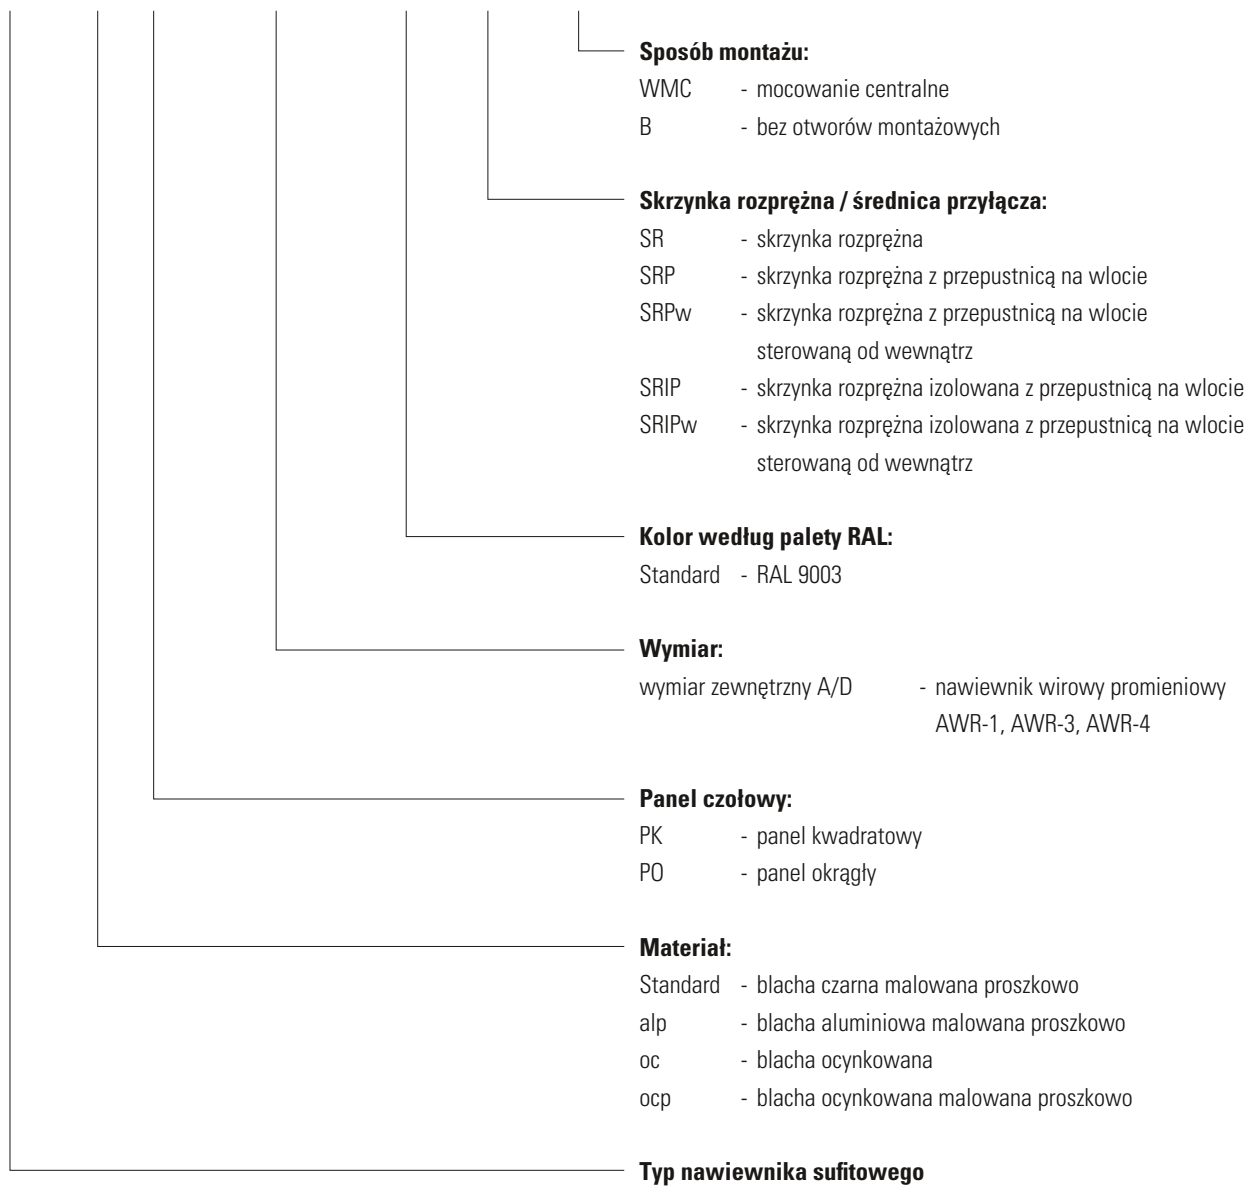 Sposób montażu:
WMC - mocowanie centralne
B - bez otworów montażowych
Skrzynka rozprężna / średnica przyłącza:
SR - skrzynka rozprężna
SRP - skrzynka rozprężna z przepustnicą na wlocie
SRPw - skrzynka rozprężna z przepustnicą na wlocie
sterowaną od wewnątrz
SRIP - skrzynka rozprężna izolowana z przepustnicą na wlocie
SRIPw - skrzynka rozprężna izolowana z przepustnicą na wlocie
sterowaną od wewnątrz
Kolor według palety RAL:
Standard - RAL 9003
Wymiar:
wymiar zewnętrzny A/D - nawiewnik wirowy promieniowy
AWR-1, AWR-3, AWR-4
Panel czołowy:
PK - panel kwadratowy
PO - panel okrągły
Materiał:
Standard - blacha czarna malowana proszkowo
alp - blacha aluminiowa malowana proszkowo
oc - blacha ocynkowana
ocp - blacha ocynkowana malowana proszkowo
Typ nawiewnika sufitowego